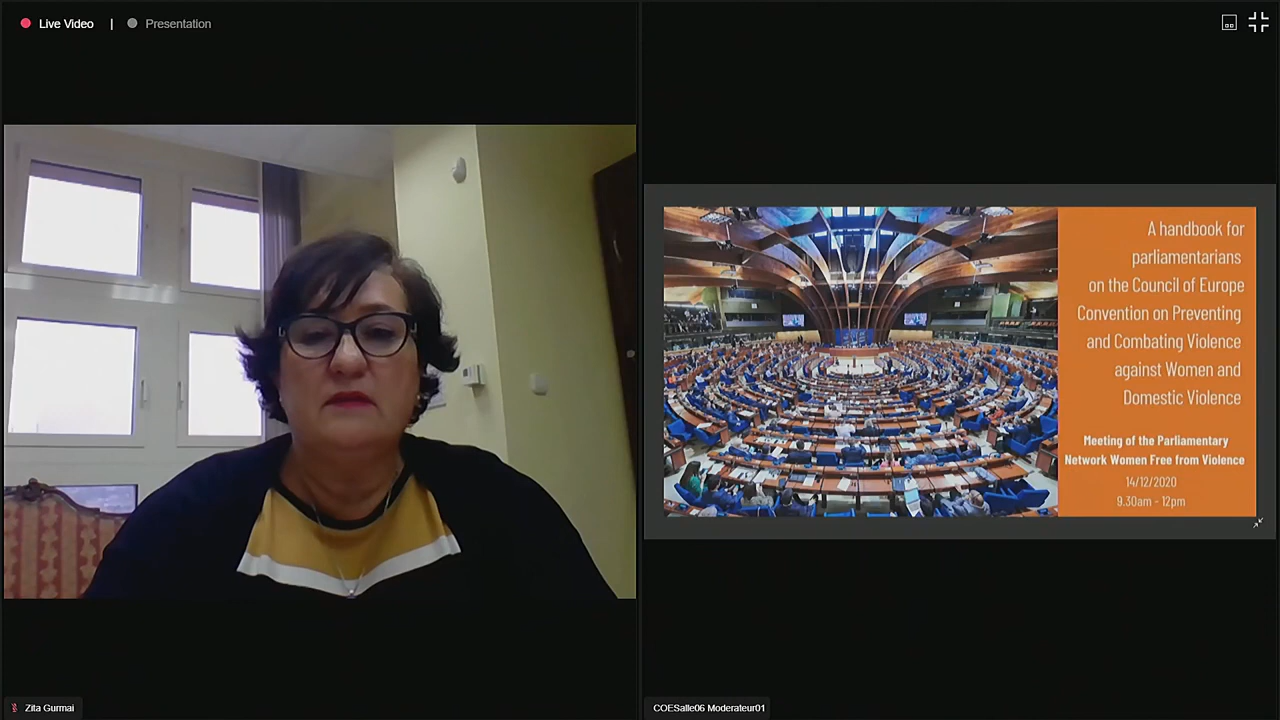 Live Video | Presentation
A handbook for
parliamentarians
on the Council of Europe
Convention on Preventing
and Combating Violence
against Women and
Domestic Violence
Meeting of the Parliamentary
Network Women Free from Violence
14/12/2020
9.30am - 12pm
Zita Gurmai
COESalle06 Moderateur01